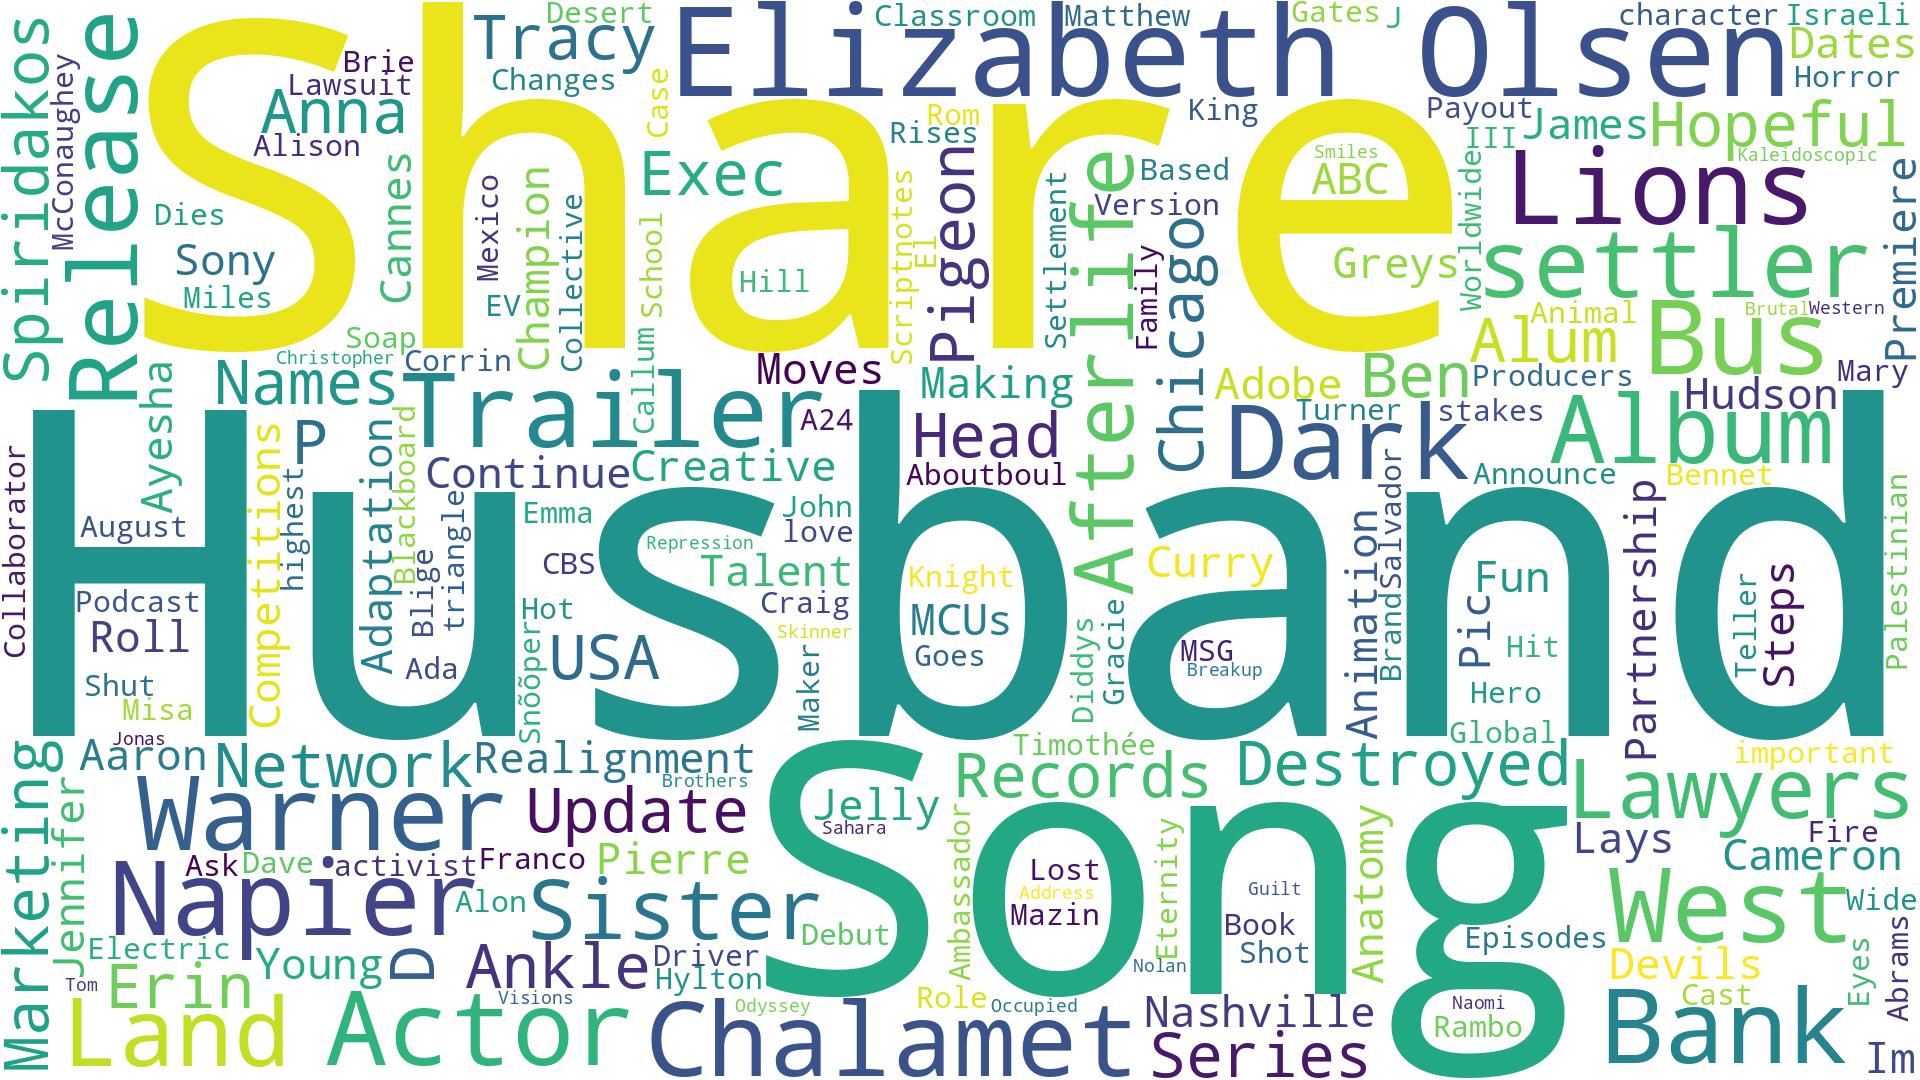 Share
Husband
Song
Elizabeth Olsen
Spiridakos
McConaughey
Release
Brie
Lawsuit
Anna
Alison
Dies
Sony
Miles
Tracy
Desert
Changes
Case
Exec
Cannes
Mexico
EV
Champion
Collective
School
Soap
Christopher
Corrin
Callum
Classroom
Matthew
Gates
J
character
Israeli
Dates
Horror
Rom
Rises
King
Payout
III
James
Hopeful
Kaleidoscopic
Smiles
ABC
Based
Version
Pigeon
Scriptnotes
El
Settlement
Afterlife
Family
Chicago
Hill
Greys
Worldwide
Lions
settler
Premiere
Animal
Brutal
Western
Alum
Bus
Ben
Producers
Mary
Hudson
Adobe
Turner
stakes
Dark
Album
Announce
Bennet
Moves
Making
A24
Head
Aboutboul
Names
Trailer
Continue
Creative
Ayesha
P
Collaborator
August
Competitions
highest
Adaptation
Blackboard
Blige
triangle
Podcast
Roll
Shut
Misa
Jonas
Ada
Emma
CBS
Hot
Snõõper
USA
Repression
Talent
John
love
Craig
Skinner
Maker
Knight
MCUs
Goes
Diddys
Gracie
Curry
MSG
Breakup
Animation
Salvador
Brand
Fun
Pic
Hit
Hero
Global
Partnership
Teller
Steps
Palestinian
important
Aaron
Network
Realignment
Brothers
Warner
Update
Marketing
Jennifer
Ask
Dave
activist
Franco
Pierre
Napier
Alon
Sister
Electric
Erin
Young
D
Ankle
Driver
Hylton
Tom
Visions
Land
Actor
Chalamet
Odyssey
Jelly
Sahara
Debut
Timothée
Records
Destroyed
Lost
Address
Mazin
Ambassador
Eternity
Guilt
Book
Shot
Anatomy
Nolan
Role
Occupied
Nashville
Series
Lawyers
Lays
Fire
Cameron
West
Wide
Episodes
Devils
Cast
Eyes
Abrams
Naomi
Rambo
Bank
Im